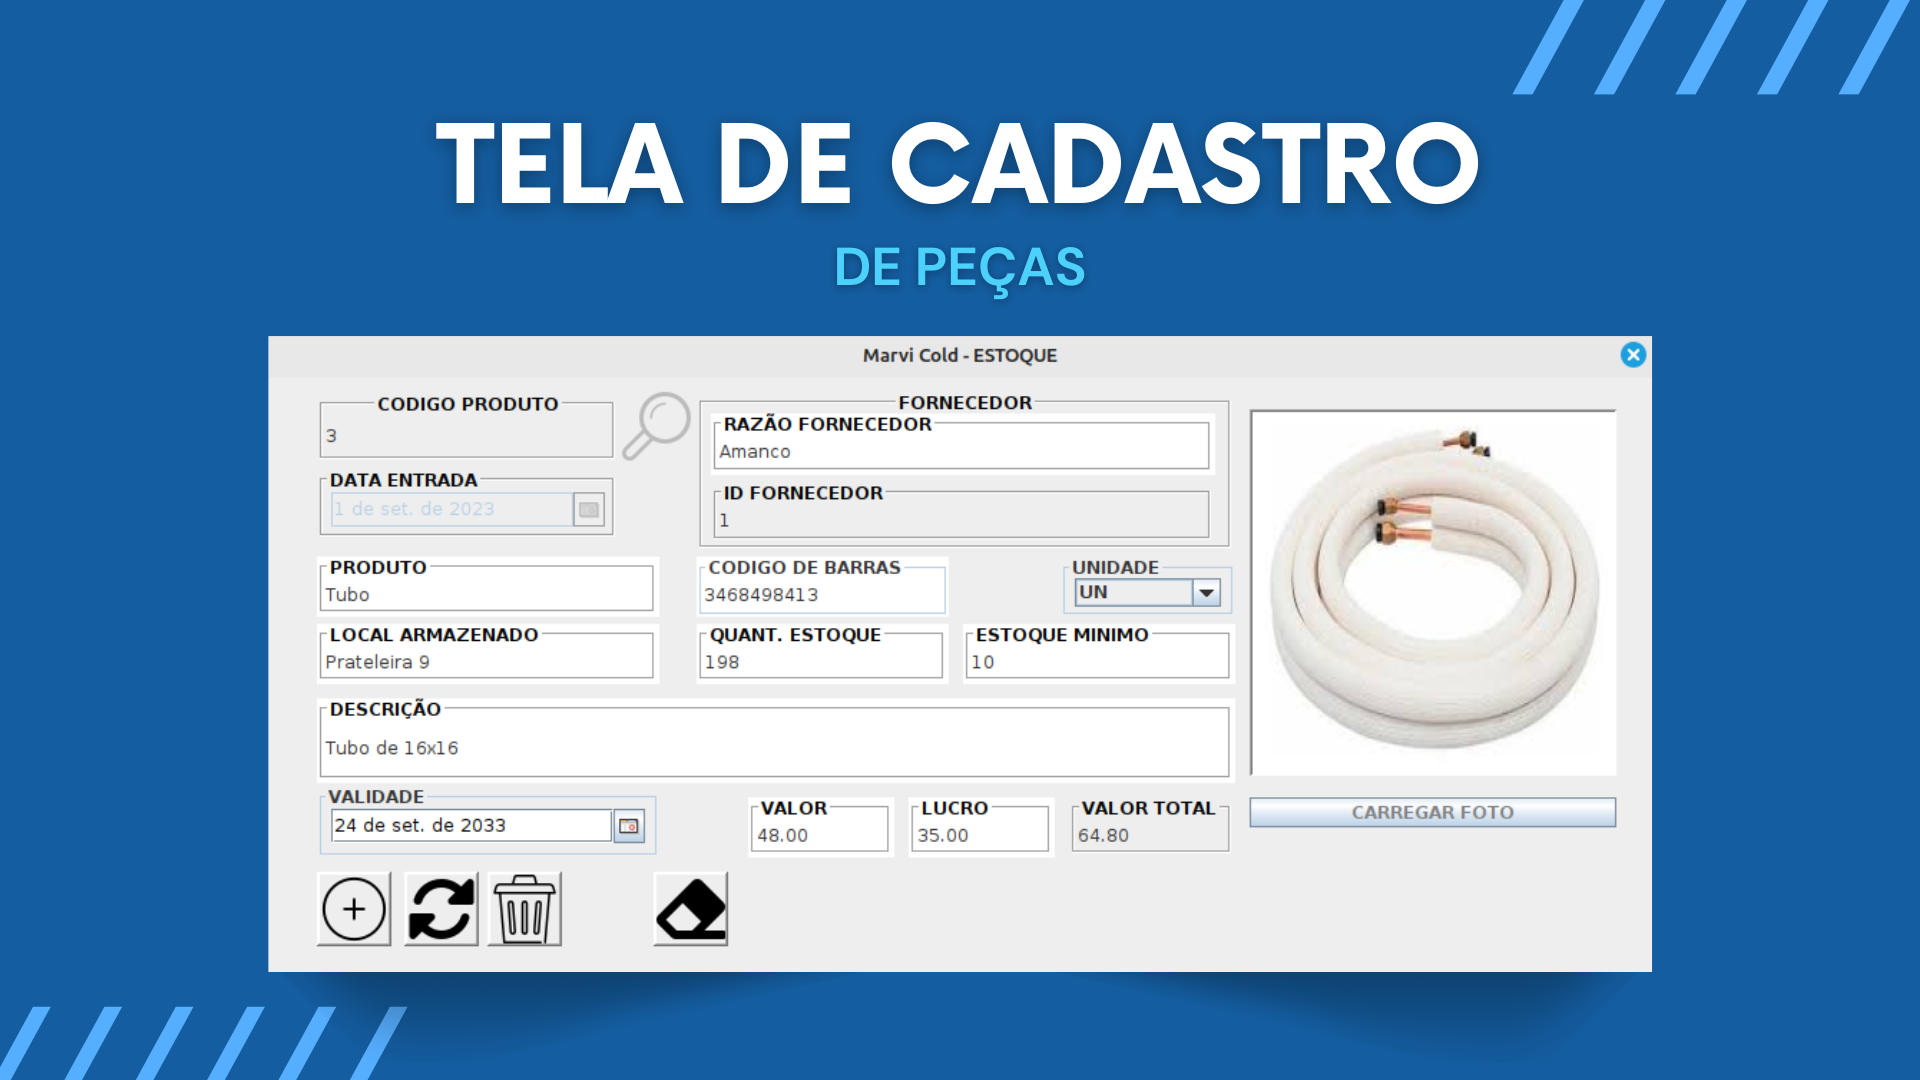 TELA DE CADASTRO
DE PEÇAS
Marvi Cold - ESTOQUE
CODIGO PRODUTO
3
DATA ENTRADA
1 de set. de 2023
FORNECEDOR
RAZÃO FORNECEDOR
Amanco
ID FORNECEDOR
1
PRODUTO
Tubo
CODIGO DE BARRAS
3468498413
UNIDADE
UN
LOCAL ARMAZENADO
Prateleira 9
QUANT. ESTOQUE
198
ESTOQUE MINIMO
10
DESCRIÇÃO
Tubo de 16x16
VALIDADE
24 de set. de 2033
VALOR
48.00
LUCRO
35.00
VALOR TOTAL
64.80
CARREGAR FOTO